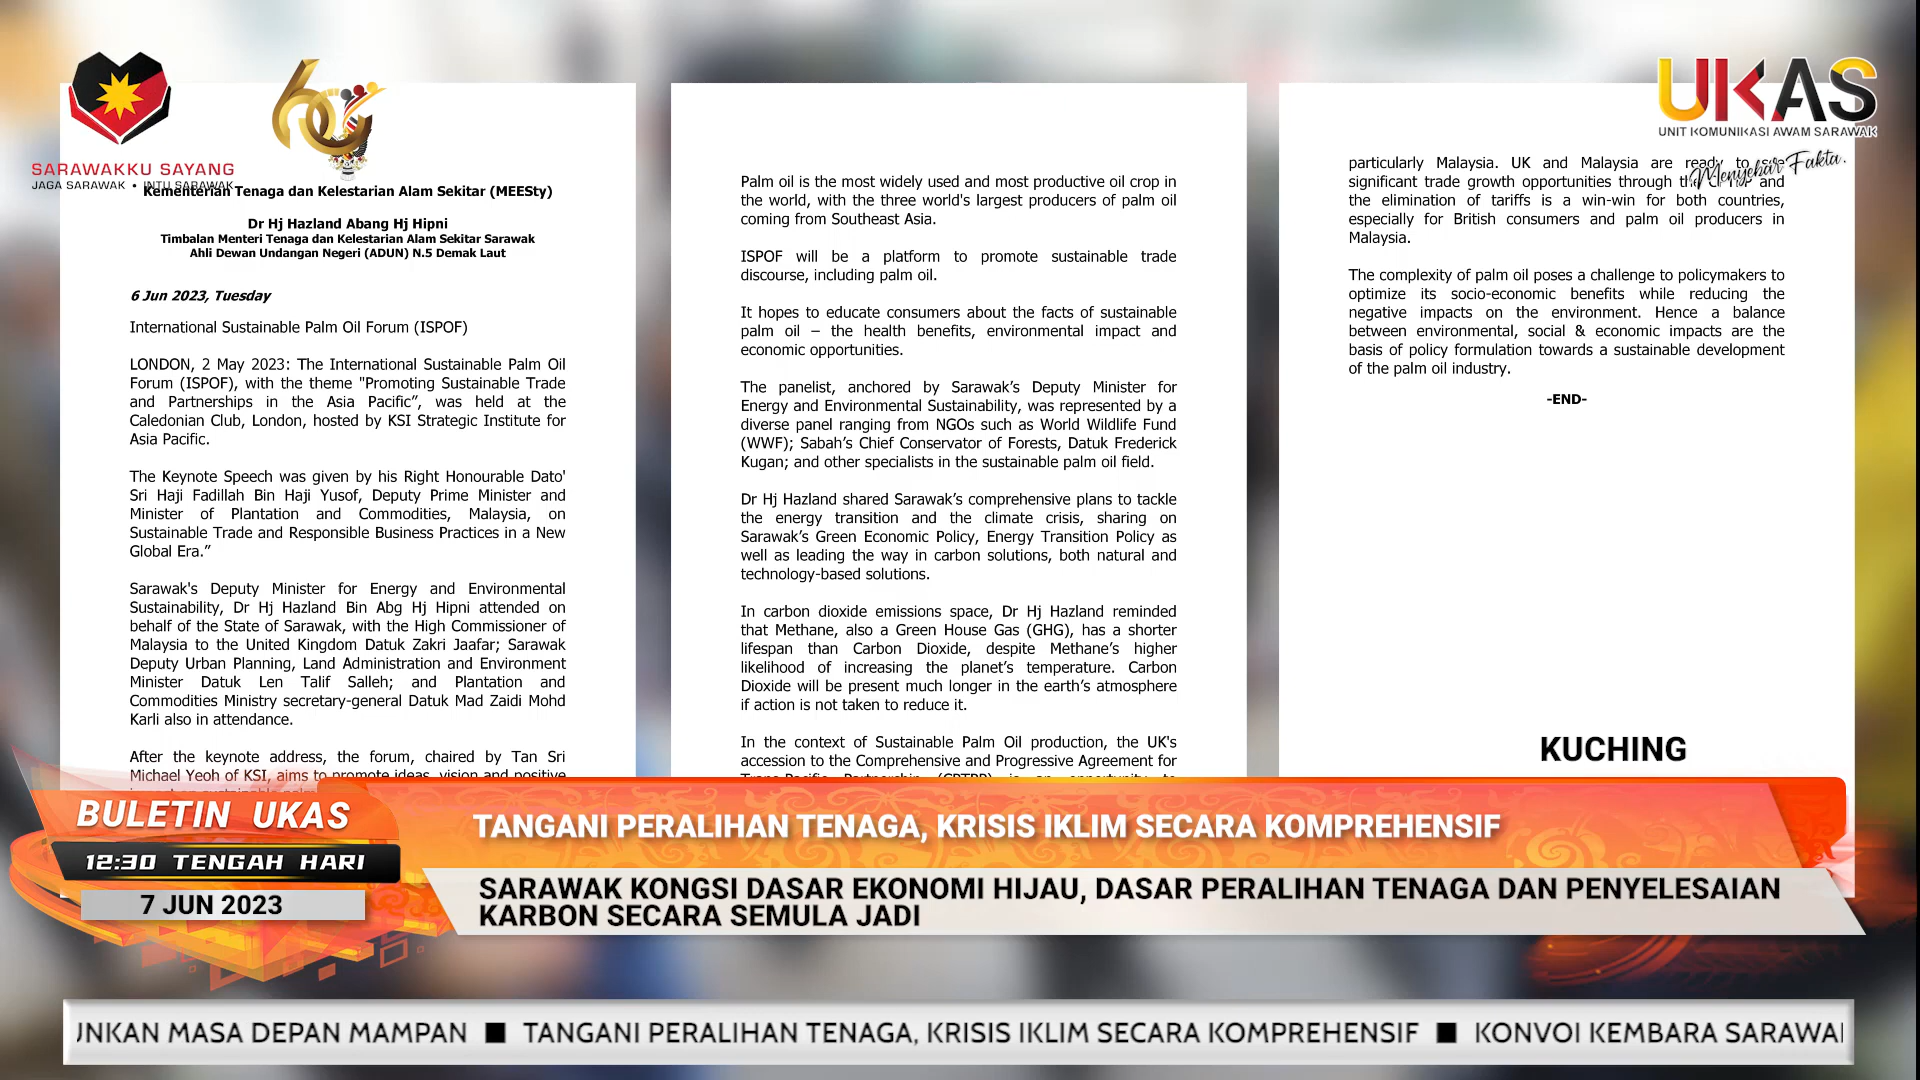 SARAWAKKU SAYANG
JAGA SARAWAK • INTU SARAWAK
60
UKAS
UNIT KOMUNIKASI AWAM SARAWAK
Menyebar Fakta.
Kementerian Tenaga dan Kelestarian Alam Sekitar (MEESty)
Dr Hj Hazland Abang Hj Hipni
Timbalan Menteri Tenaga dan Kelestarian Alam Sekitar Sarawak
Ahli Dewan Undangan Negeri (ADUN) N.5 Demak Laut
6 Jun 2023, Tuesday
International Sustainable Palm Oil Forum (ISPOF)
LONDON, 2 May 2023: The International Sustainable Palm Oil
Forum (ISPOF), with the theme "Promoting Sustainable Trade
and Partnerships in the Asia Pacific”, was held at the
Caledonian Club, London, hosted by KSI Strategic Institute for
Asia Pacific.
The Keynote Speech was given by his Right Honourable Dato'
Sri Haji Fadillah Bin Haji Yusof, Deputy Prime Minister and
Minister of Plantation and Commodities, Malaysia, on
Sustainable Trade and Responsible Business Practices in a New
Global Era.”
Sarawak's Deputy Minister for Energy and Environmental
Sustainability, Dr Hj Hazland Bin Abg Hj Hipni attended on
behalf of the State of Sarawak, with the High Commissioner of
Malaysia to the United Kingdom Datuk Zakri Jaafar; Sarawak
Deputy Urban Planning, Land Administration and Environment
Minister Datuk Len Talif Salleh; and Plantation and
Commodities Ministry secretary-general Datuk Mad Zaidi Mohd
Karli also in attendance.
After the keynote address, the forum, chaired by Tan Sri
Michael Yeoh of KSI, aims to promote ideas, vision and positive
Palm oil is the most widely used and most productive oil crop in
the world, with the three world's largest producers of palm oil
coming from Southeast Asia.
ISPOF will be a platform to promote sustainable trade
discourse, including palm oil.
It hopes to educate consumers about the facts of sustainable
palm oil – the health benefits, environmental impact and
economic opportunities.
The panelist, anchored by Sarawak’s Deputy Minister for
Energy and Environmental Sustainability, was represented by a
diverse panel ranging from NGOs such as World Wildlife Fund
(WWF); Sabah’s Chief Conservator of Forests, Datuk Frederick
Kugan; and other specialists in the sustainable palm oil field.
Dr Hj Hazland shared Sarawak’s comprehensive plans to tackle
the energy transition and the climate crisis, sharing on
Sarawak’s Green Economic Policy, Energy Transition Policy as
well as leading the way in carbon solutions, both natural and
technology-based solutions.
In carbon dioxide emissions space, Dr Hj Hazland reminded
that Methane, also a Green House Gas (GHG), has a shorter
lifespan than Carbon Dioxide, despite Methane’s higher
likelihood of increasing the planet’s temperature. Carbon
Dioxide will be present much longer in the earth’s atmosphere
if action is not taken to reduce it.
In the context of Sustainable Palm Oil production, the UK's
accession to the Comprehensive and Progressive Agreement for
particularly Malaysia. UK and Malaysia are ready to
significant trade growth opportunities through and
the elimination of tariffs is a win-win for both countries,
especially for British consumers and palm oil producers in
Malaysia.
The complexity of palm oil poses a challenge to policymakers to
optimize its socio-economic benefits while reducing the
negative impacts on the environment. Hence a balance
between environmental, social & economic impacts are the
basis of policy formulation towards a sustainable development
of the palm oil industry.
-END-
KUCHING
BULETIN UKAS
12:30 TENGAH HARI
7 JUN 2023
TANGANI PERALIHAN TENAGA, KRISIS IKLIM SECARA KOMPREHENSIF
SARAWAK KONGSI DASAR EKONOMI HIJAU, DASAR PERALIHAN TENAGA DAN PENYELESAIAN
KARBON SECARA SEMULA JADI
UNKAN MASA DEPAN MAMPAN ■ TANGANI PERALIHAN TENAGA, KRISIS IKLIM SECARA KOMPREHENSIF ■ KONVOI KEMBARA SARAWA